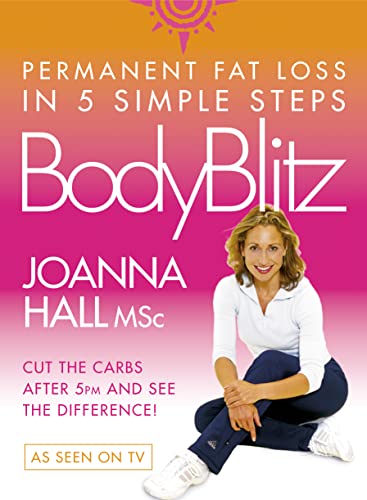 PERMANENT FAT LOSS
IN 5 SIMPLE STEPS
BodyBlitz
JOANNA
HALL MSc
CUT THE CARBS
AFTER 5PM AND SEE
THE DIFFERENCE!
AS SEEN ON TV